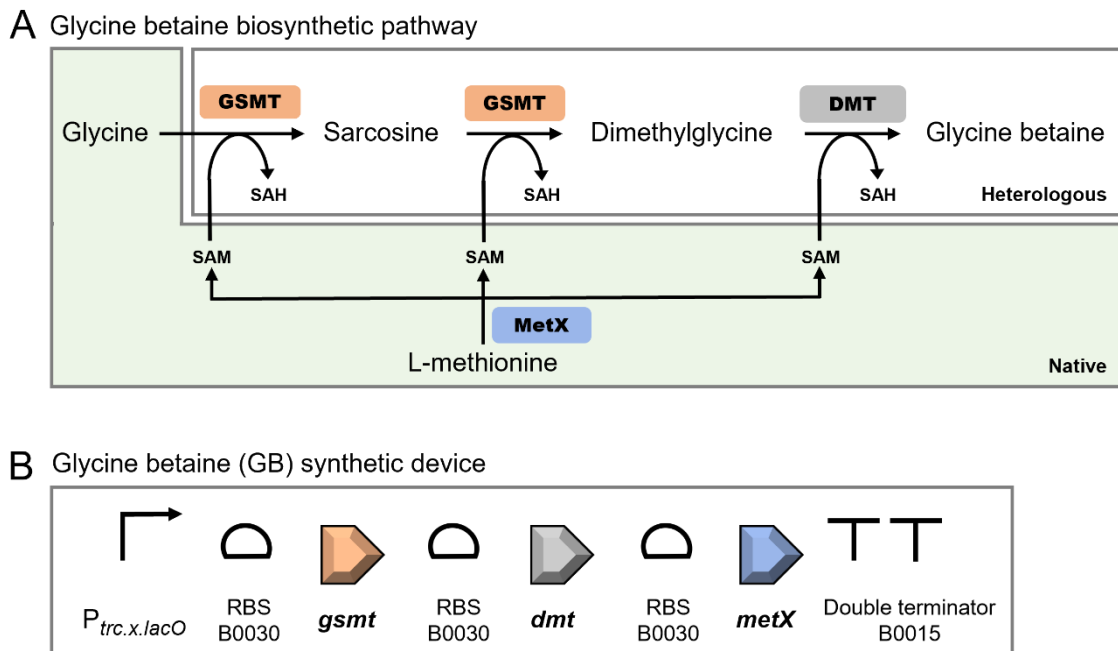 A Glycine betaine biosynthetic pathway
GSMT GSMT DMT
Glycine Sarcosine Dimethylglycine Glycine betaine
SAH SAH SAH
Heterologous
SAM SAM SAM
MetX
L-methionine
Native
B Glycine betaine (GB) synthetic device
Ptrc.x.lacO RBS B0030 gsmt RBS B0030 dmt RBS B0030 metX Double terminator B0015